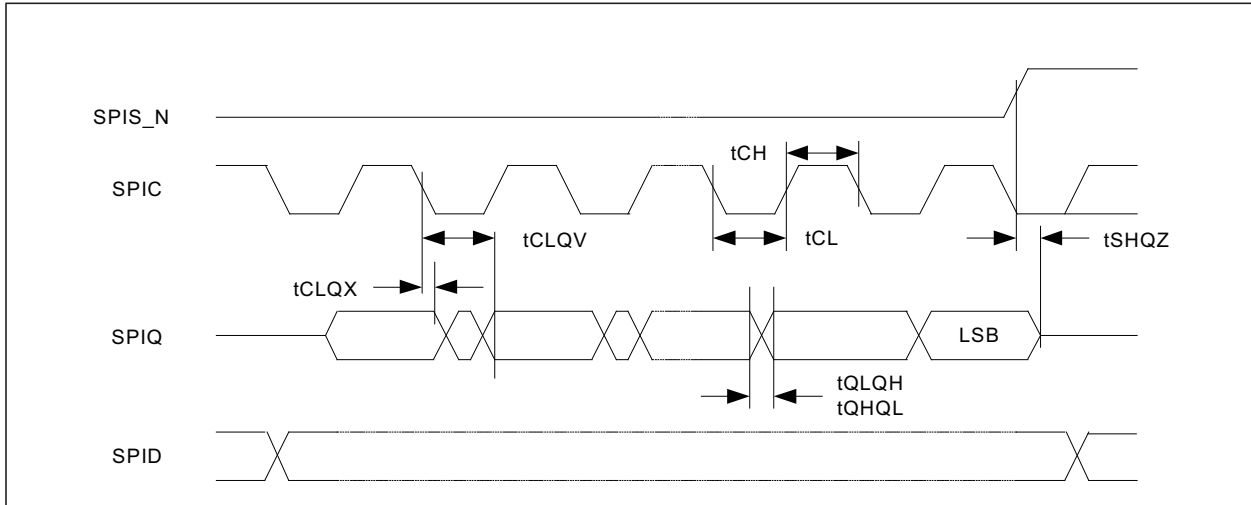 SPIS_N
tCH
SPIC
tCLQV
tCL
tSHQZ
tCLQX
SPIQ
LSB
tQLQH
tQHQL
SPID